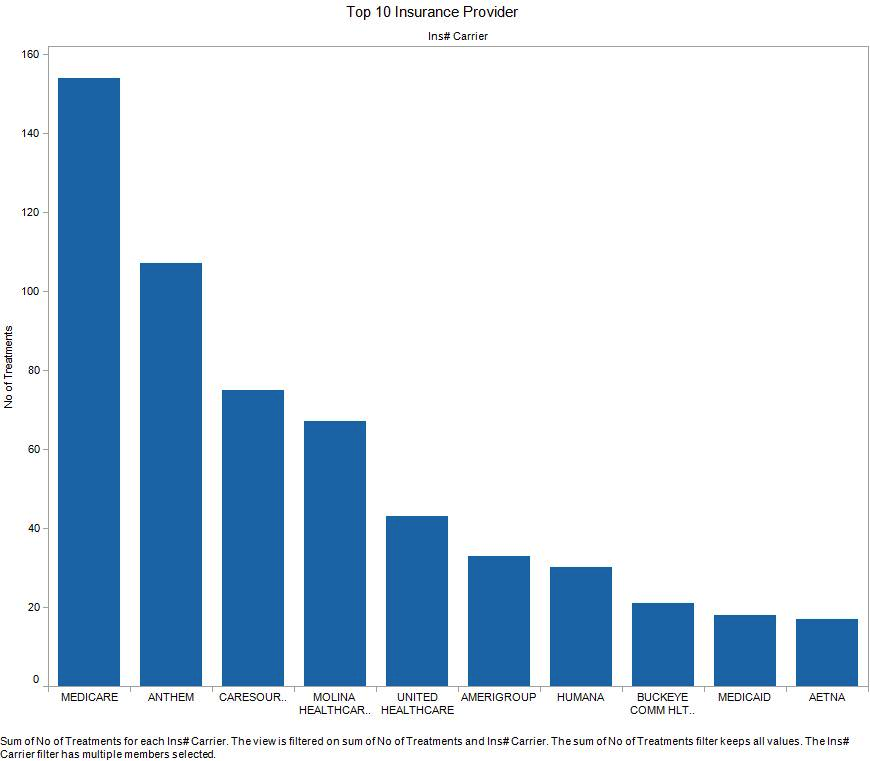 Top 10 Insurance Provider
Ins# Carrier
No of Treatments
160
140
120
100
80
60
40
20
0
MEDICARE
ANTHEM
CARESOUR..
MOLINA
HEALTHCAR..
UNITED
HEALTHCARE
AMERIGROUP
HUMANA
BUCKEYE
COMM HLT..
MEDICAID
AETNA
Sum of No of Treatments for each Ins# Carrier. The view is filtered on sum of No of Treatments and Ins# Carrier. The sum of No of Treatments filter keeps all values. The Ins#
Carrier filter has multiple members selected.